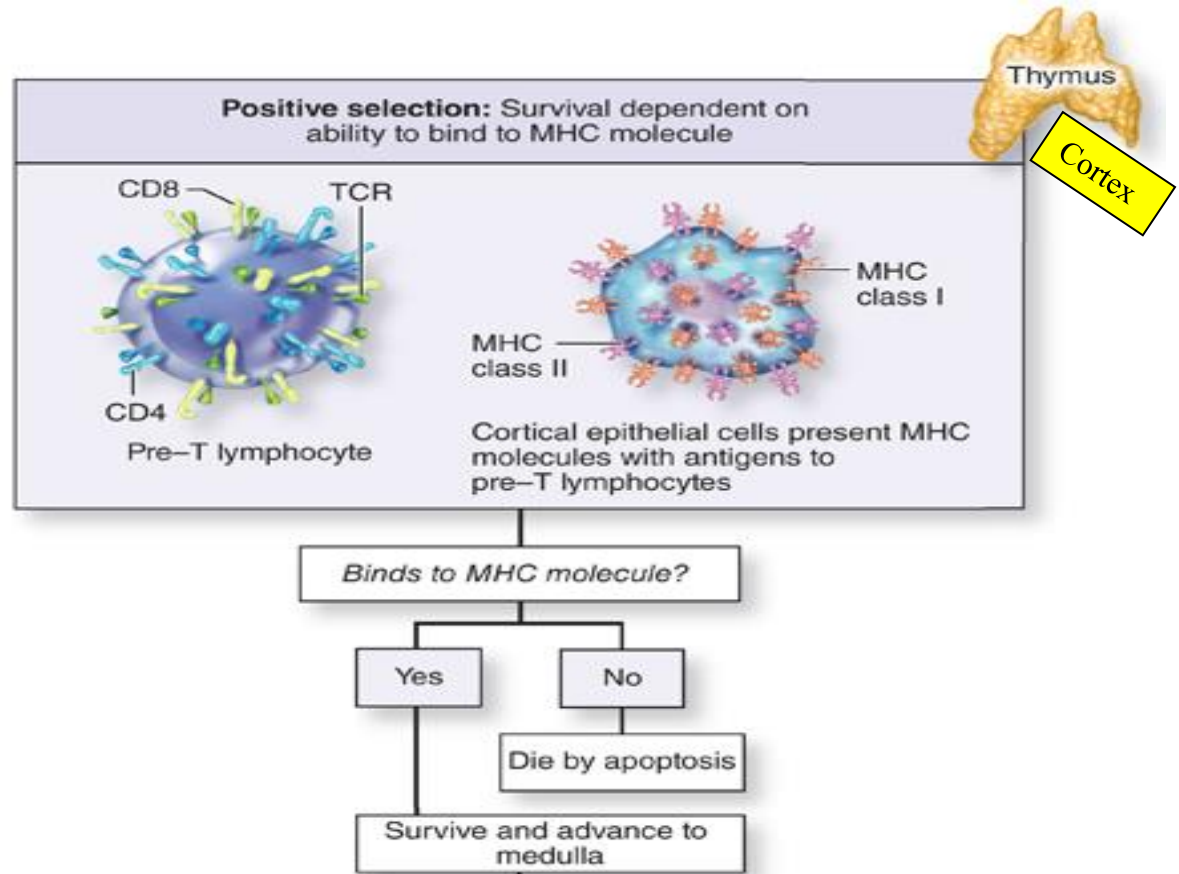 Thymus
Positive selection: Survival dependent on
ability to bind to MHC molecule
Cortex
CD8
TCR
MHC
class I
MHC
class II
CD4
Pre–T lymphocyte
Cortical epithelial cells present MHC
molecules with antigens to
pre–T lymphocytes
Binds to MHC molecule?
Yes
No
Die by apoptosis
Survive and advance to
medulla